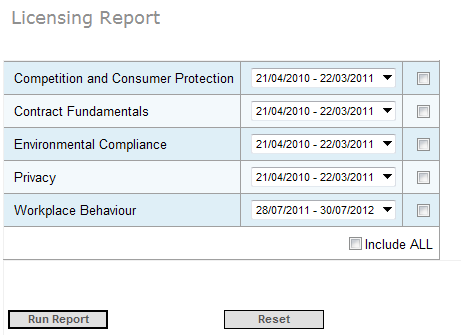 Licensing Report
Competition and Consumer Protection 21/04/2010 - 22/03/2011
Contract Fundamentals 21/04/2010 - 22/03/2011
Environmental Compliance 21/04/2010 - 22/03/2011
Privacy 21/04/2010 - 22/03/2011
Workplace Behaviour 28/07/2011 - 30/07/2012
Include ALL
Run Report Reset